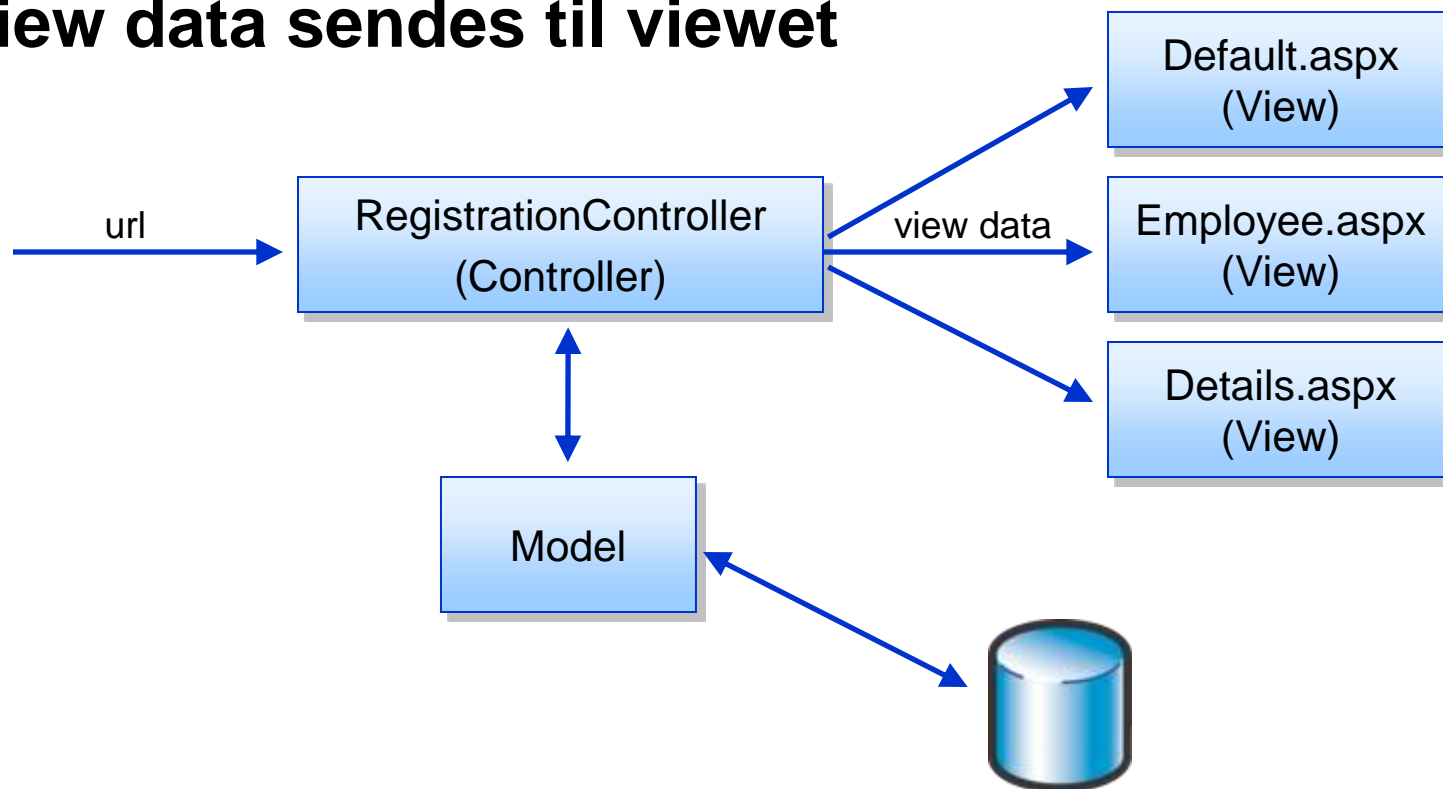 iew data sendes til viewet
Default.aspx
(View)
url
RegistrationController
(Controller)
view data
Employee.aspx
(View)
Details.aspx
(View)
Model